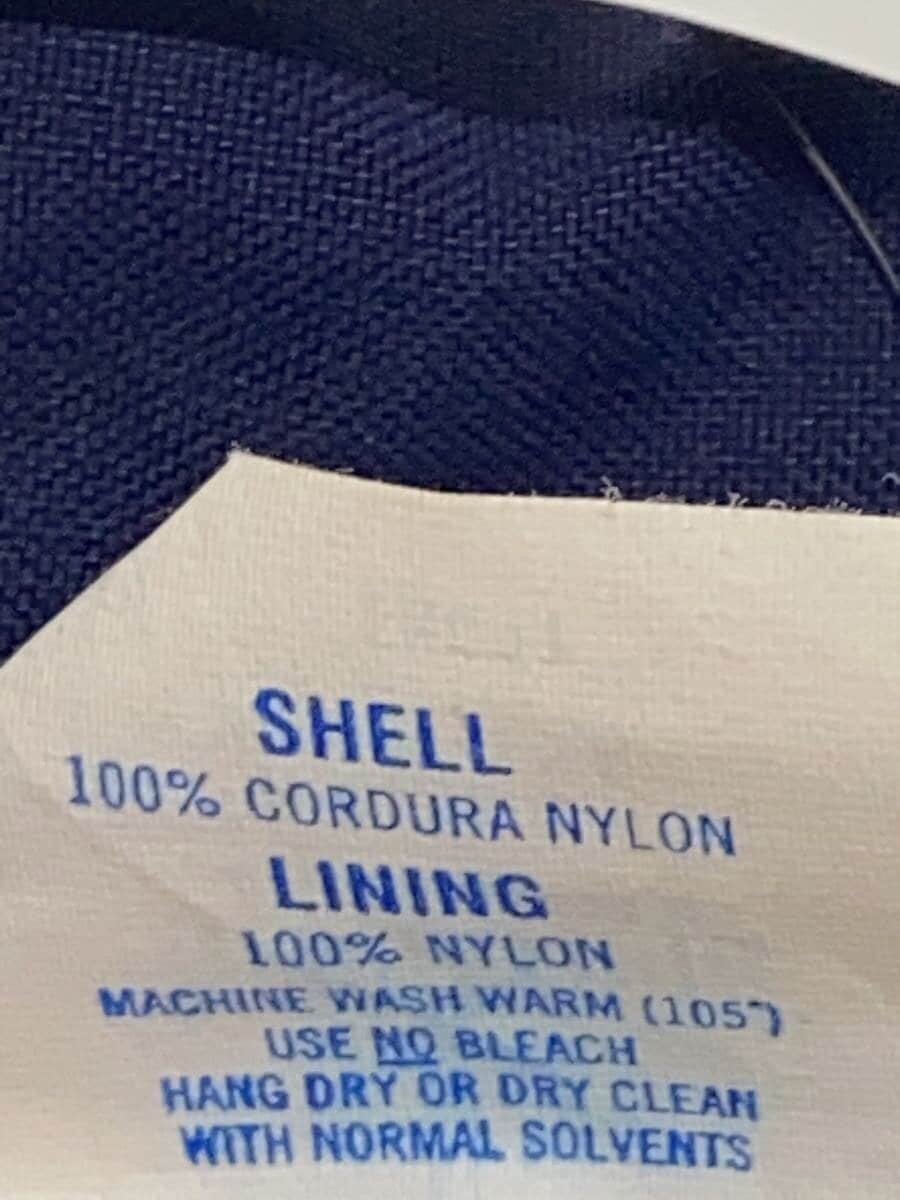 SHELL
100% CORDURA NYLON
LINING
100% NYLON
MACHINE WASH WARM (105°)
USE NO BLEACH
HANG DRY OR DRY CLEAN
WITH NORMAL SOLVENTS